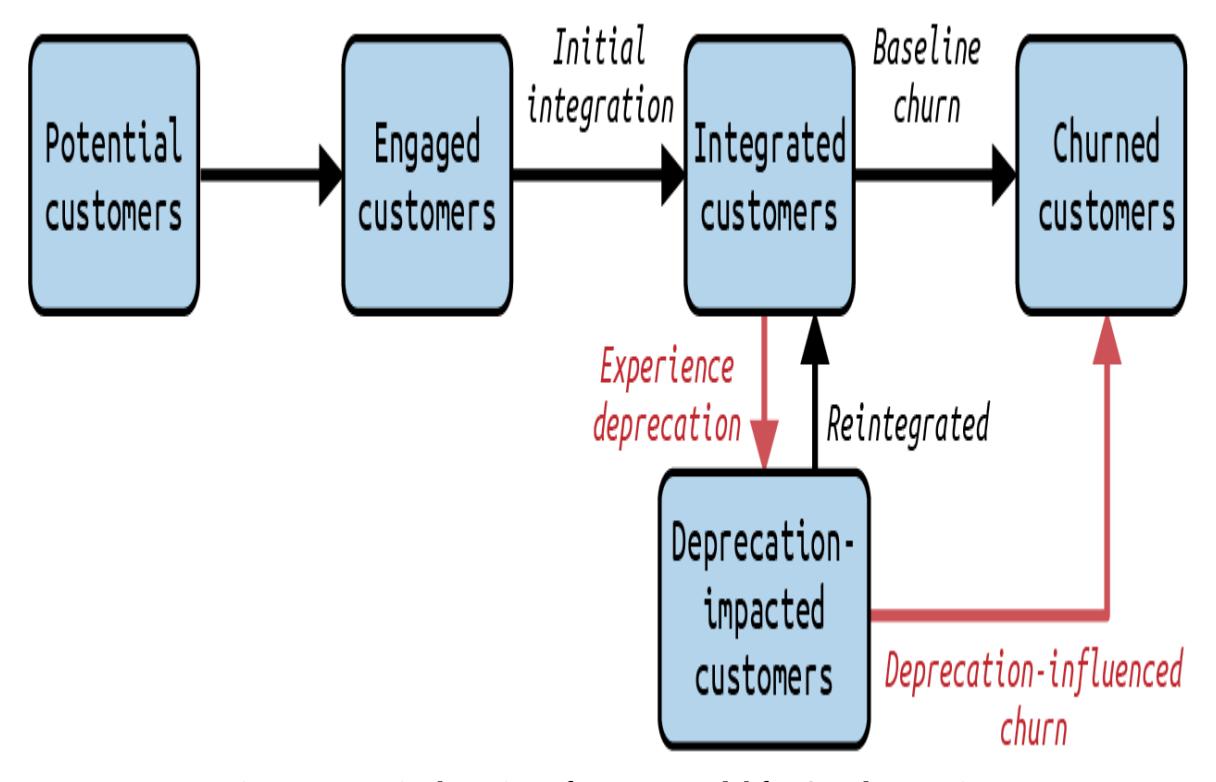 Potential
customers
Engaged
customers
Initial
integration
Integrated
customers
Baseline
churn
Churned
customers
Experience
deprecation
Reintegrated
Deprecation-
impacted
customers
Deprecation-influenced
churn